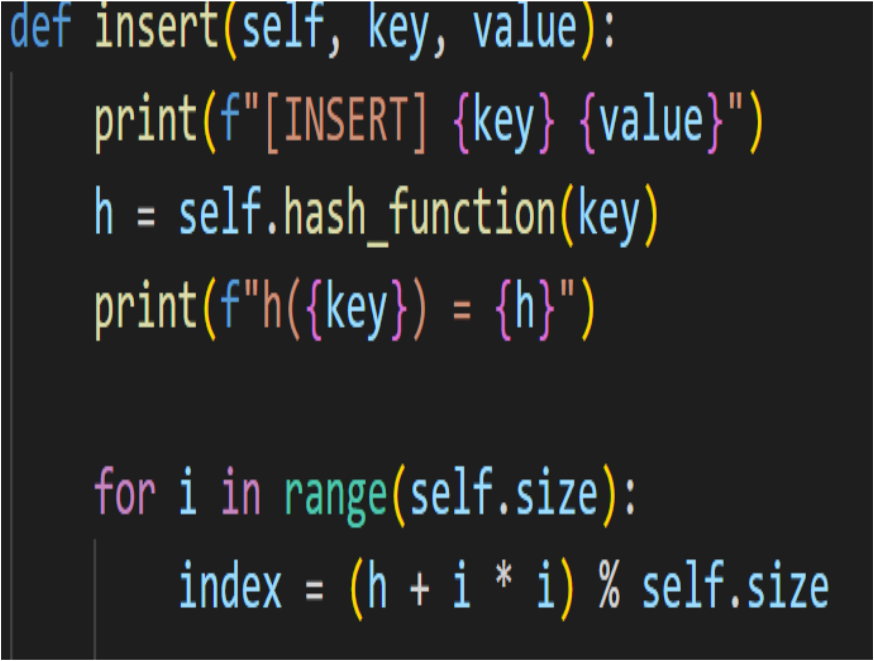 def insert(self, key, value):
print(f"[INSERT] {key} {value}")
h = self.hash_function(key)
print(f"h({key}) = {h}")
for i in range(self.size):
index = (h + i * i) % self.size